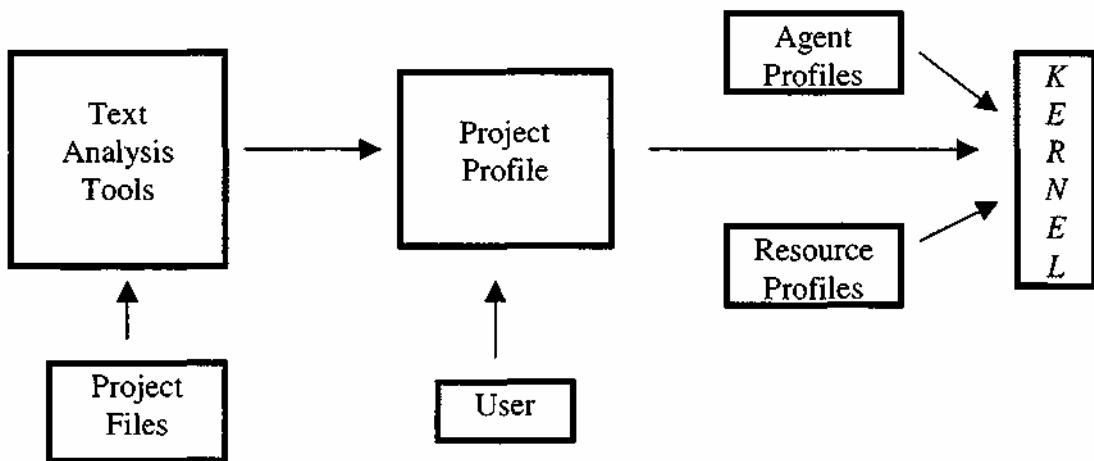 Text
Analysis
Tools
Project
Profile
Agent
Profiles
Resource
Profiles
K
E
R
N
E
L
Project
Files
User